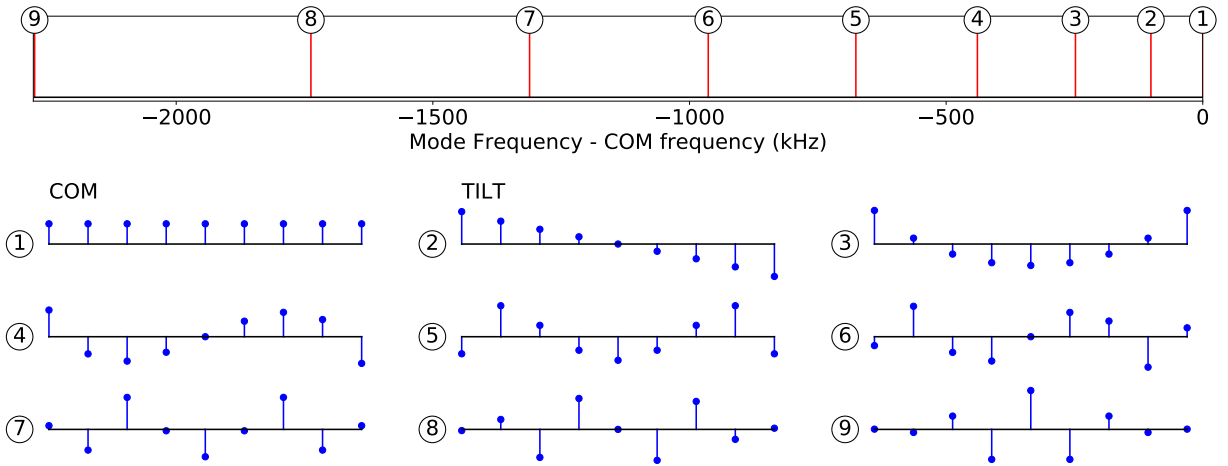 9 8 7 6 5 4 3 2 1
−2000 −1500 −1000 −500 0
Mode Frequency - COM frequency (kHz)
COM TILT
1 2 3
4 5 6
7 8 9